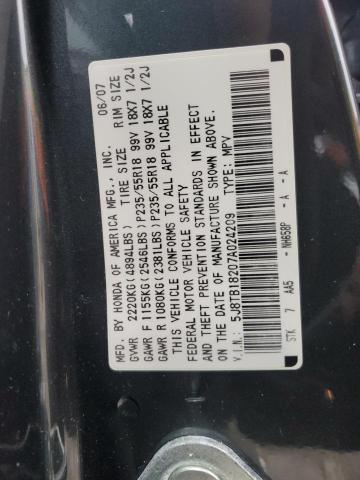 MFD. BY HONDA OF AMERICA MFG., INC. 06/07
GVWR 2220KG(4894LBS) TIRE SIZE RIM SIZE
GAWR F 1155KG(2546LBS)P235/55R18 99V 18X7 1/2J
GAWR R 1080KG(2381LBS)P235/55R18 99V 18X7 1/2J
THIS VEHICLE CONFORMS TO ALL APPLICABLE
FEDERAL MOTOR VEHICLE SAFETY
AND THEFT PREVENTION STANDARDS IN EFFECT
ON THE DATE OF MANUFACTURE SHOWN ABOVE.
V.I.N: 5J8TB18207A024209 TYPE: MPV
STK 7 AA5 - NH658P - A - A